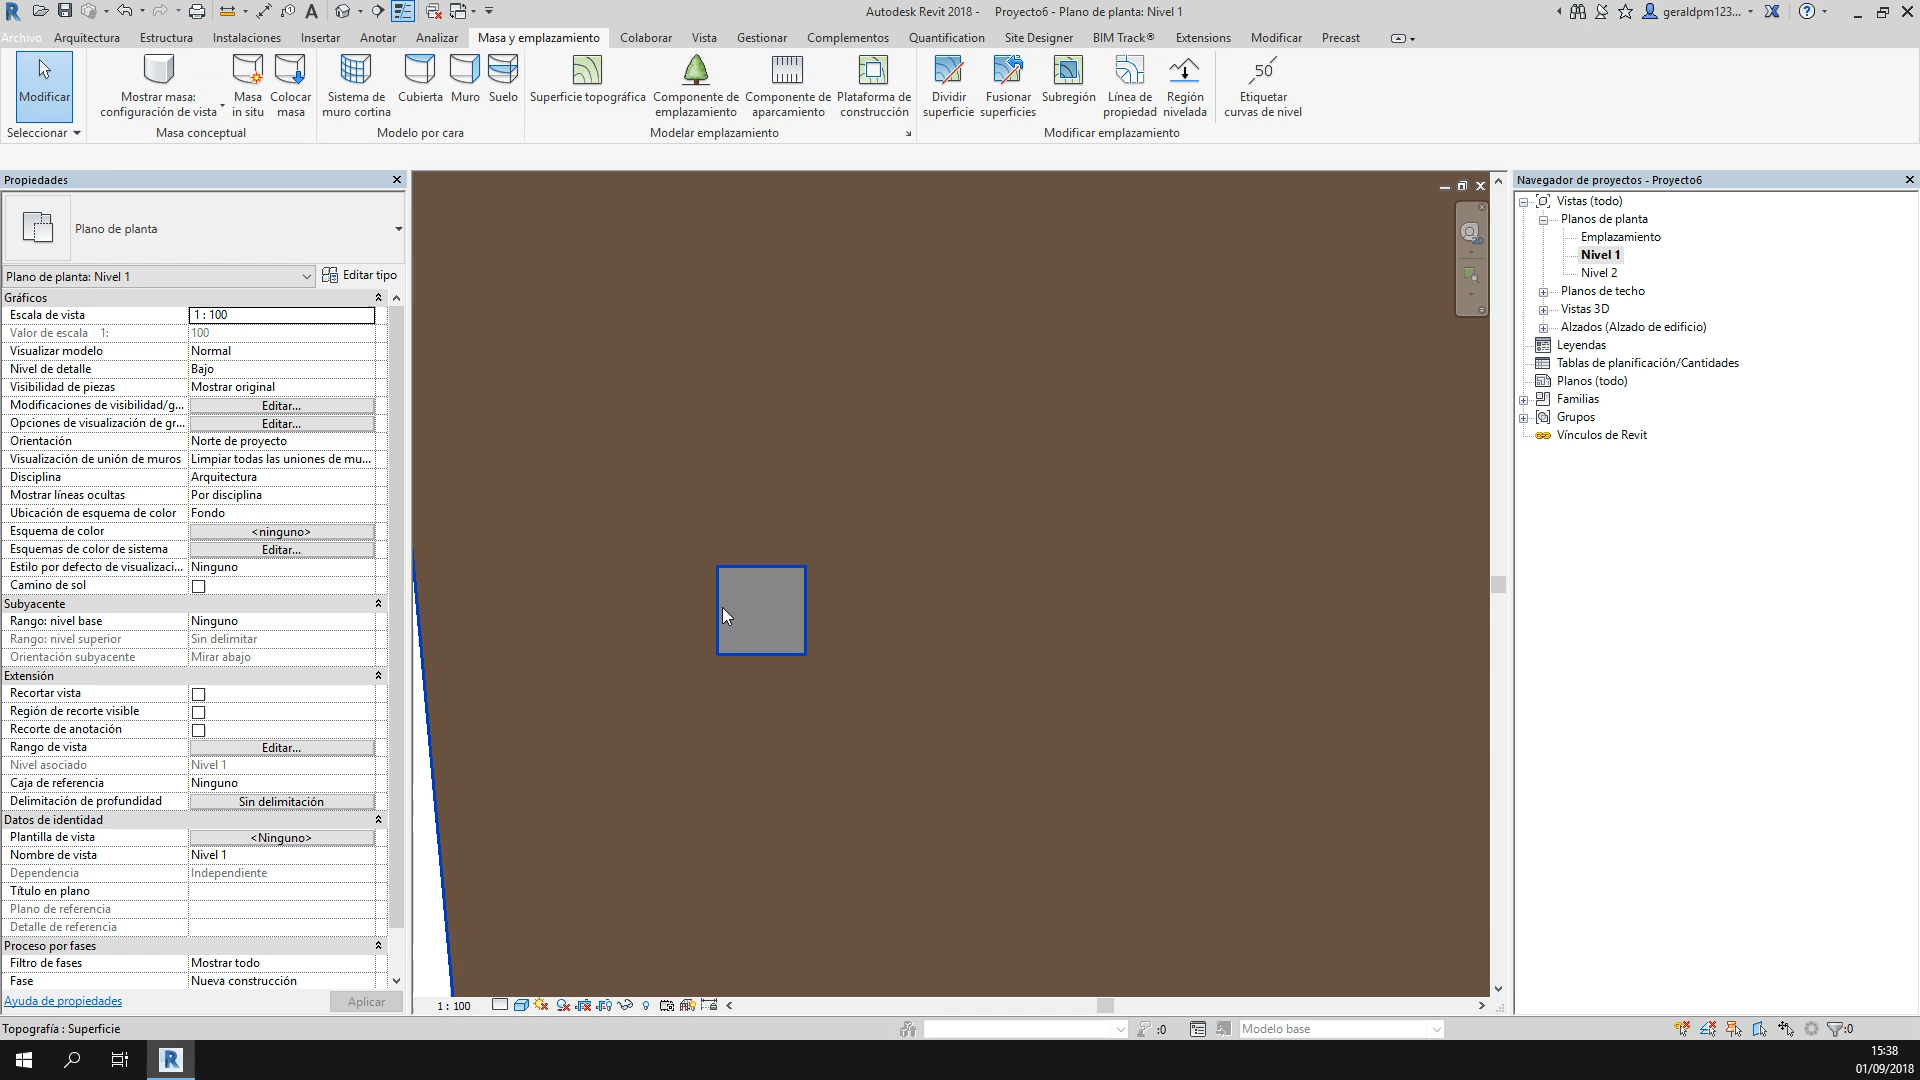 Autodesk Revit 2018 -     Proyecto6 - Plano de planta: Nivel 1
geraldpm123...
Archivo Arquitectura Estructura Instalaciones Insertar Anotar Analizar Masa y emplazamiento Colaborar Vista Gestionar Complementos Quantification Site Designer BIM Track® Extensions Modificar Precast
Modificar
Mostrar masa:
configuración de vista
Masa
in situ
Colocar
masa
Sistema de
muro cortina
Cubierta
Muro
Suelo
Superficie topográfica
Componente de
emplazamiento
Componente de
aparcamiento
Plataforma de
construcción
Dividir
superficie
Fusionar
superficies
Subregión
Línea de
propiedad
Región
nivelada
50
Etiquetar
curvas de nivel
Seleccionar
Masa conceptual
Modelo por cara
Modelar emplazamiento
Modificar emplazamiento
Propiedades
Plano de planta
Plano de planta: Nivel 1
Editar tipo
Gráficos
Escala de vista 1 : 100
Valor de escala 1: 100
Visualizar modelo Normal
Nivel de detalle Bajo
Visibilidad de piezas Mostrar original
Modificaciones de visibilidad/g... Editar...
Opciones de visualización de gr... Editar...
Orientación Norte de proyecto
Visualización de unión de muros Limpiar todas las uniones de mu...
Disciplina Arquitectura
Mostrar líneas ocultas Por disciplina
Ubicación de esquema de color Fondo
Esquema de color <ninguno>
Esquemas de color de sistema Editar...
Estilo por defecto de visualizaci... Ninguno
Camino de sol
Subyacente
Rango: nivel base Ninguno
Rango: nivel superior Sin delimitar
Orientación subyacente Mirar abajo
Extensión
Recortar vista
Región de recorte visible
Recorte de anotación
Rango de vista Editar...
Nivel asociado Nivel 1
Caja de referencia Ninguno
Delimitación de profundidad Sin delimitación
Datos de identidad
Plantilla de vista <Ninguno>
Nombre de vista Nivel 1
Dependencia Independiente
Título en plano
Plano de referencia
Detalle de referencia
Proceso por fases
Filtro de fases Mostrar todo
Fase Nueva construcción
Ayuda de propiedades
Aplicar
2D
1 : 100
Navegador de proyectos - Proyecto6
Vistas (todo)
Planos de planta
Emplazamiento
Nivel 1
Nivel 2
Planos de techo
Vistas 3D
Alzados (Alzado de edificio)
Leyendas
Tablas de planificación/Cantidades
Planos (todo)
Familias
Grupos
Vínculos de Revit
Topografía : Superficie
:0
Modelo base
:0
15:38
01/09/2018